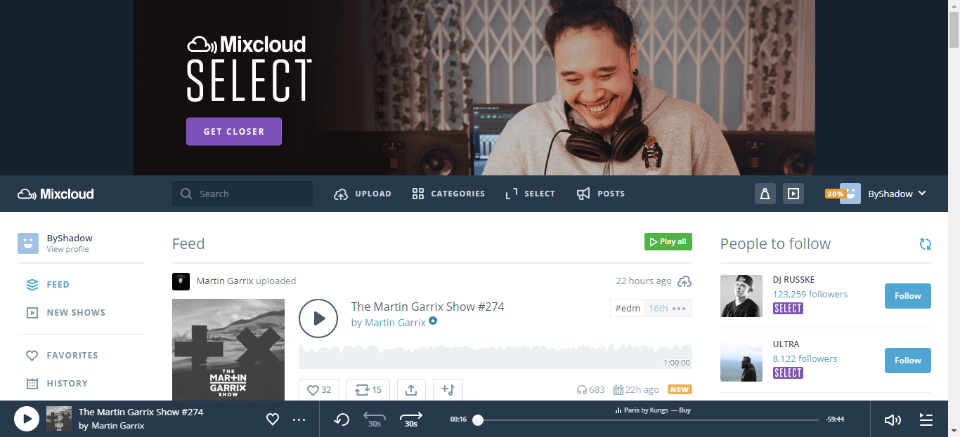 Mixcloud
SELECT
GET CLOSER
Mixcloud
Search
UPLOAD
CATEGORIES
SELECT
POSTS
20%
ByShadow
ByShadow
View profile
FEED
NEW SHOWS
FAVORITES
HISTORY
Feed
Play all
Martin Garrix uploaded
22 hours ago
THE
MARTIN
GARRIX
SHOW
The Martin Garrix Show #274
by Martin Garrix
#edm
16th
1:00:00
32
15
683
22h ago
NEW
People to follow
DJ RUSSKE
123,259 followers
SELECT
Follow
ULTRA
8,122 followers
SELECT
Follow
The Martin Garrix Show #274
by Martin Garrix
30s
30s
00:16
Paris by Kungs — Buy
-59:44